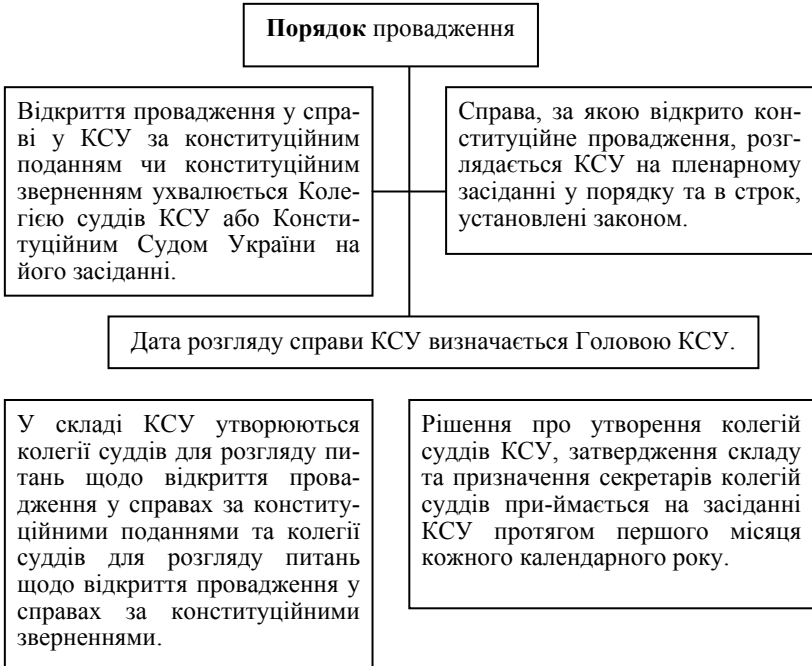 Порядок провадження
Відкриття провадження у спра-
ві у КСУ за конституційним
поданням чи конституційним
зверненням ухвалюється Коле-
гією суддів КСУ або Консти-
туційним Судом України на
його засіданні.
Справа, за якою відкрито кон-
ституційне провадження, розг-
лядається КСУ на пленарному
засіданні у порядку та в строк,
установлені законом.
Дата розгляду справи КСУ визначається Головою КСУ.
У складі КСУ утворюються
колегії суддів для розгляду пи-
тань щодо відкриття прова-
дження у справах за конститу-
ційними поданнями та колегії
суддів для розгляду питань
щодо відкриття провадження у
справах за конституційними
зверненнями.
Рішення про утворення колегій
суддів КСУ, затвердження складу
та призначення секретарів колегій
суддів при-ймається на засіданні
КСУ протягом першого місяця
кожного календарного року.